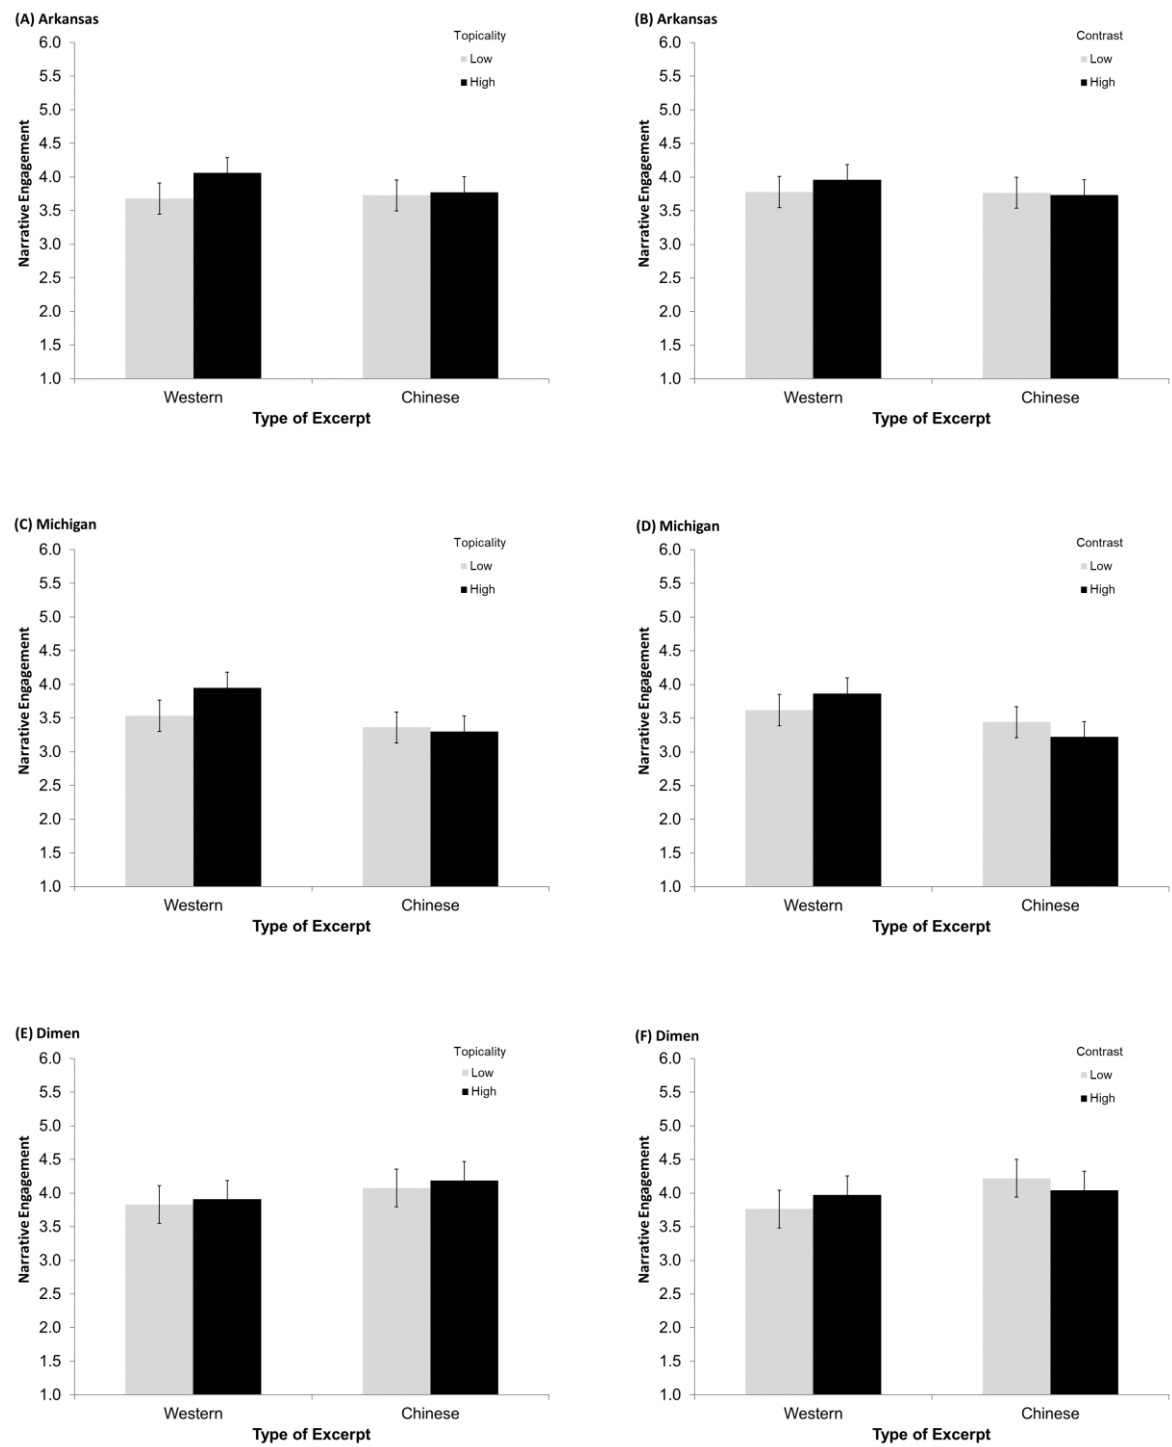 (A) Arkansas
Topicality
Low
High
6.0
5.5
5.0
4.5
4.0
3.5
3.0
2.5
2.0
1.5
1.0
Narrative Engagement
Western
Chinese
Type of Excerpt
(B) Arkansas
Contrast
Low
High
6.0
5.5
5.0
4.5
4.0
3.5
3.0
2.5
2.0
1.5
1.0
Narrative Engagement
Western
Chinese
Type of Excerpt
(C) Michigan
Topicality
Low
High
6.0
5.5
5.0
4.5
4.0
3.5
3.0
2.5
2.0
1.5
1.0
Narrative Engagement
Western
Chinese
Type of Excerpt
(D) Michigan
Contrast
Low
High
6.0
5.5
5.0
4.5
4.0
3.5
3.0
2.5
2.0
1.5
1.0
Narrative Engagement
Western
Chinese
Type of Excerpt
(E) Dimen
Topicality
Low
High
6.0
5.5
5.0
4.5
4.0
3.5
3.0
2.5
2.0
1.5
1.0
Narrative Engagement
Western
Chinese
Type of Excerpt
(F) Dimen
Contrast
Low
High
6.0
5.5
5.0
4.5
4.0
3.5
3.0
2.5
2.0
1.5
1.0
Narrative Engagement
Western
Chinese
Type of Excerpt